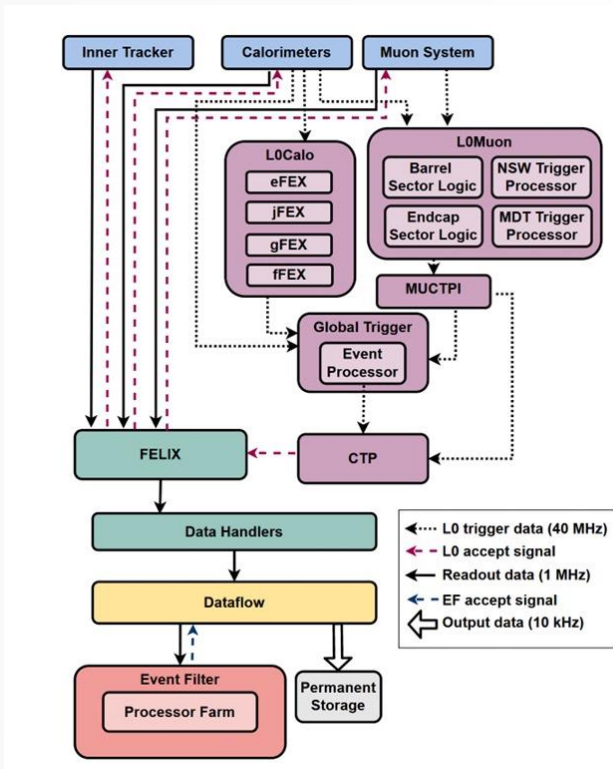 Inner Tracker
Calorimeters
Muon System
L0Calo
eFEX
jFEX
gFEX
fFEX
L0Muon
Barrel
Sector Logic
NSW Trigger
Processor
Endcap
Sector Logic
MDT Trigger
Processor
MUCTPI
Global Trigger
Event
Processor
FELIX
CTP
Data Handlers
Dataflow
Event Filter
Processor Farm
Permanent
Storage
L0 trigger data (40 MHz)
L0 accept signal
Readout data (1 MHz)
EF accept signal
Output data (10 kHz)